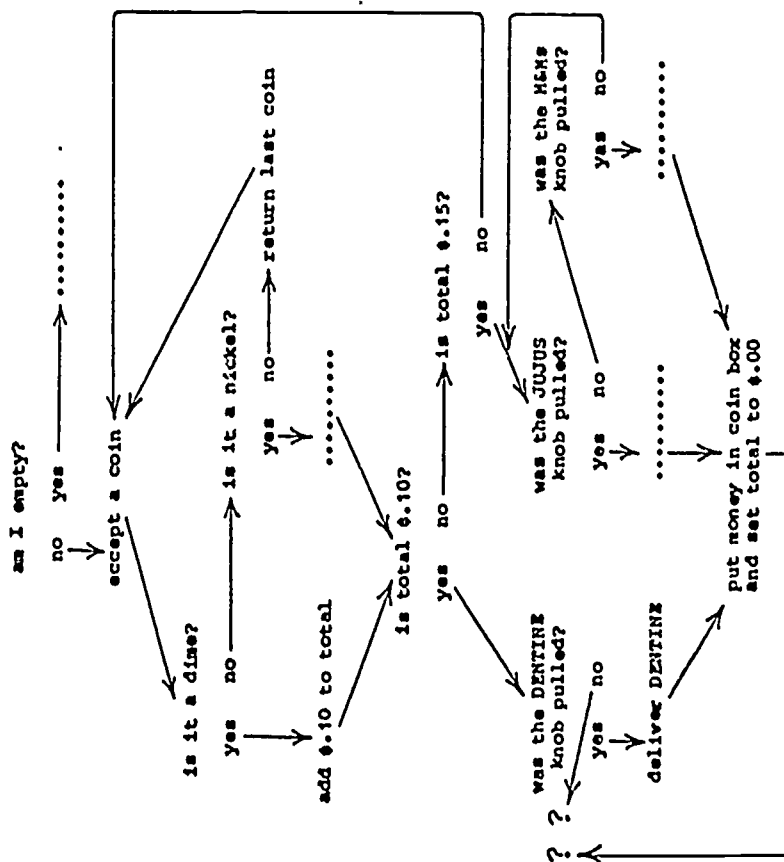 am I empty?
no yes ..........
accept a coin
is it a dime?
yes no
is it a nickel?
yes no return last coin
add $.10 to total
..........
is total $.10?
yes no
is total $.15?
yes no
was the DENTINE
knob pulled?
yes no
? ?
deliver DENTINE
was the JUJUS
knob pulled?
yes no
..........
was the M&Ms
knob pulled?
yas no
..........
put money in coin box
and set total to $.00